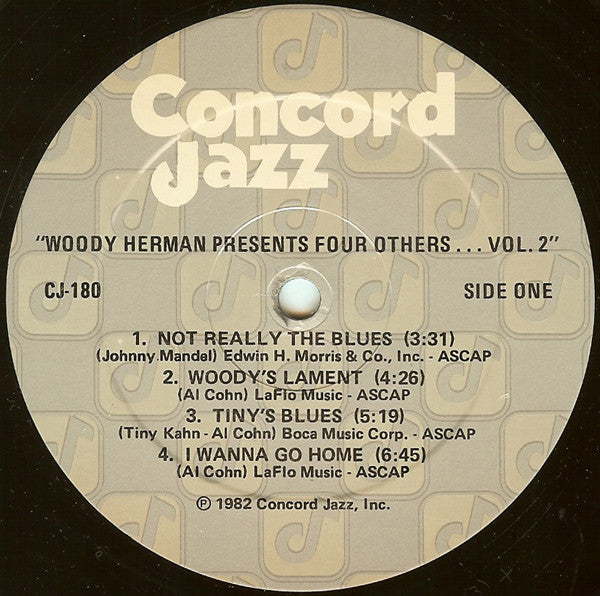 Concord
Jazz
"WOODY HERMAN PRESENTS FOUR OTHERS . . . VOL. 2"
CJ-180 SIDE ONE
1. NOT REALLY THE BLUES (3:31)
(Johnny Mandel) Edwin H. Morris & Co., Inc. - ASCAP
2. WOODY'S LAMENT (4:26)
(Al Cohn) LaFlo Music - ASCAP
3. TINY'S BLUES (5:19)
(Tiny Kahn - Al Cohn) Boca Music Corp. - ASCAP
4. I WANNA GO HOME (6:45)
(Al Cohn) LaFlo Music - ASCAP
℗ 1982 Concord Jazz, Inc.